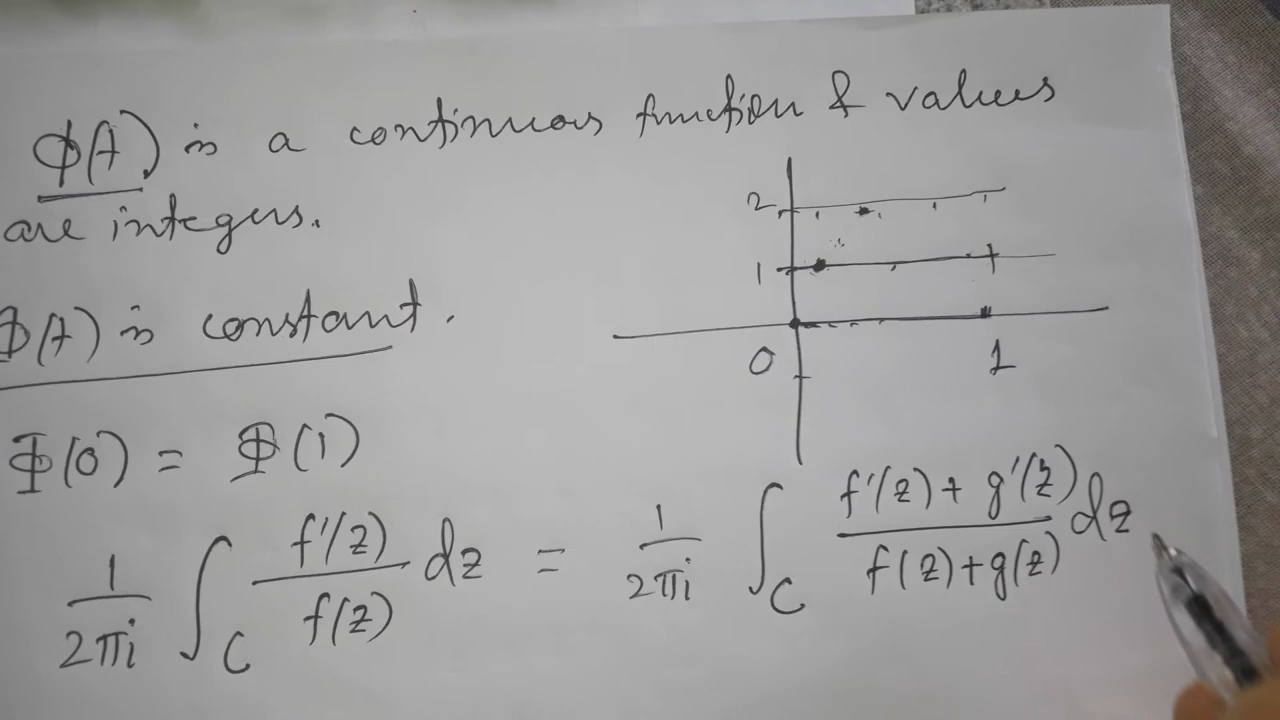 Φ(t) is a continuous function & values
are integers.
Φ(t) is constant.
2
1
0 1
Φ(0) = Φ(1)
1/2πi ∫_C f'(z)/f(z) dz = 1/2πi ∫_C f'(z) + g'(z)/f(z) + g(z) dz